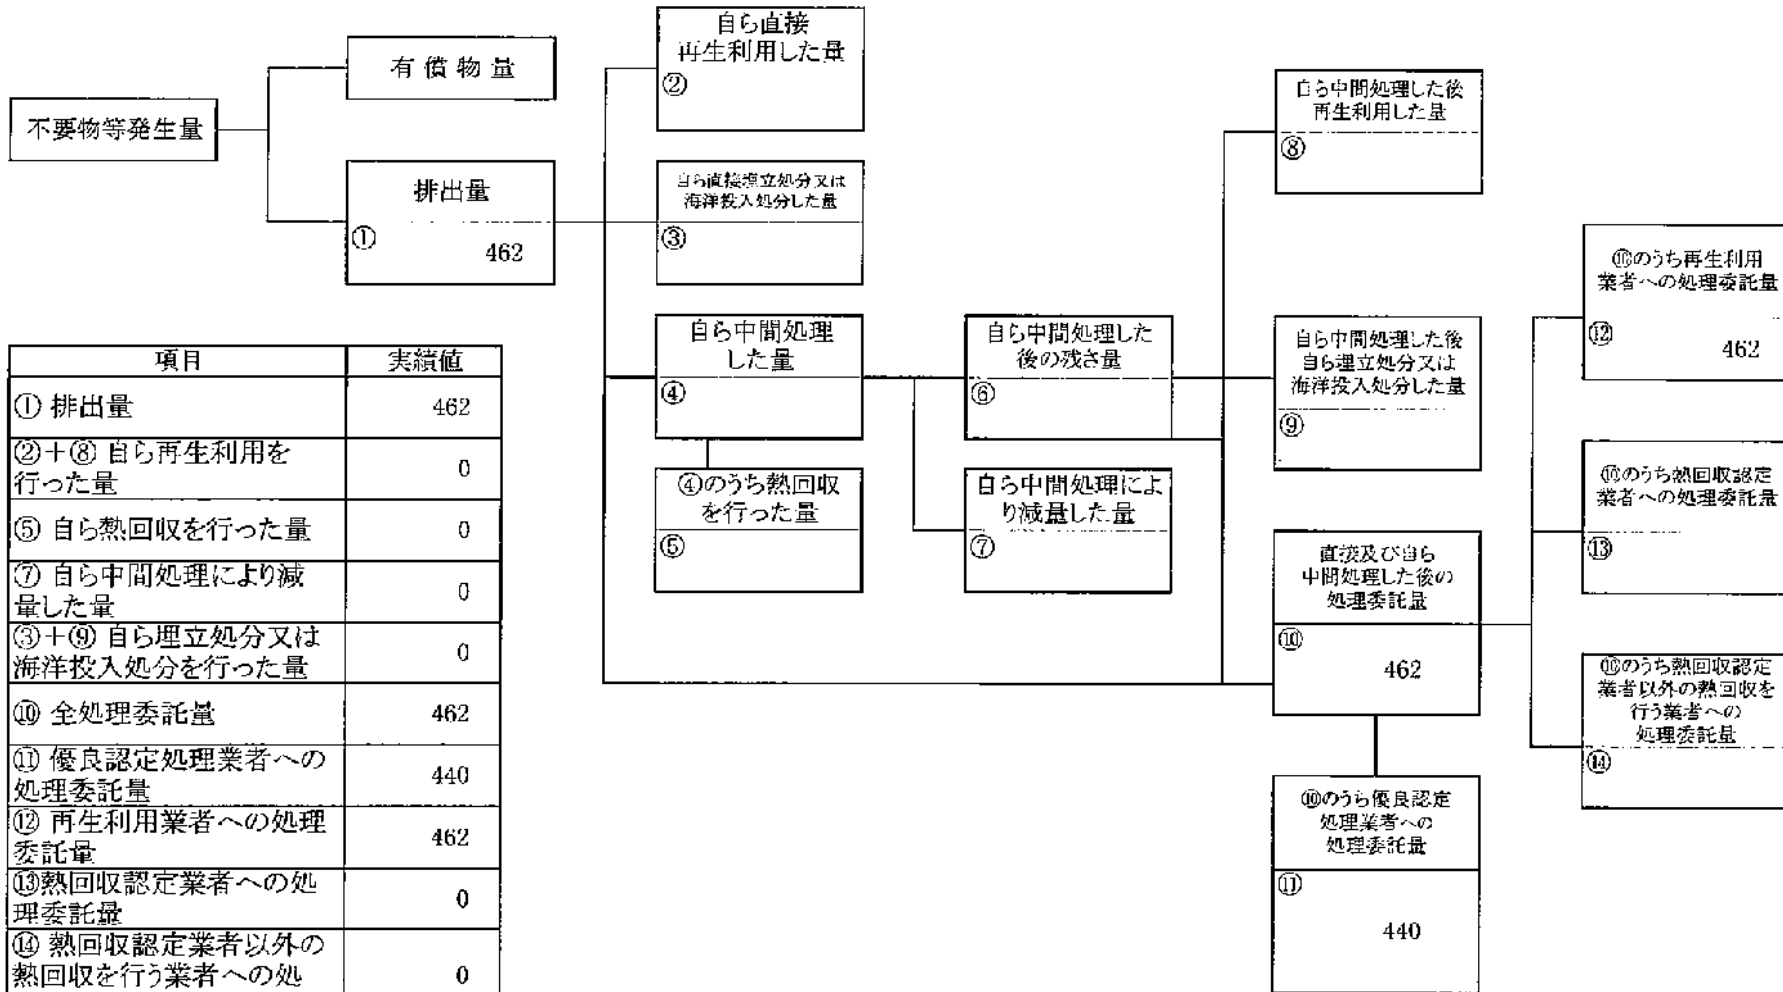 自ら直接
再生利用した量
②
有 償 物 量
不要物等発生量
排出量
①
462
自ら直接埋立処分又は
海洋投入処分した量
③
自ら中間処理した後
再生利用した量
⑧
自ら中間処理
した量
④
自ら中間処理した
後の残さ量
⑥
自ら中間処理した後
自ら埋立処分又は
海洋投入処分した量
⑨
⑩のうち再生利用
業者への処理委託量
⑫
462
④のうち熱回収
を行った量
⑤
自ら中間処理によ
り減量した量
⑦
⑩のうち熱回収認定
業者への処理委託量
⑬
直接及び自ら
中間処理した後の
処理委託量
⑩
462
⑩のうち熱回収認定
業者以外の熱回収を
行う業者への
処理委託量
⑭
⑩のうち優良認定
処理業者への
処理委託量
⑪
440
項目 実績値
① 排出量 462
②+⑧ 自ら再生利用を
行った量 0
⑤ 自ら熱回収を行った量 0
⑦ 自ら中間処理により減
量した量 0
③+⑨ 自ら埋立処分又は
海洋投入処分を行った量 0
⑩ 全処理委託量 462
⑪ 優良認定処理業者への
処理委託量 440
⑫ 再生利用業者への処理
委託量 462
⑬熱回収認定業者への処
理委託量 0
⑭ 熱回収認定業者以外の
熱回収を行う業者への処 0